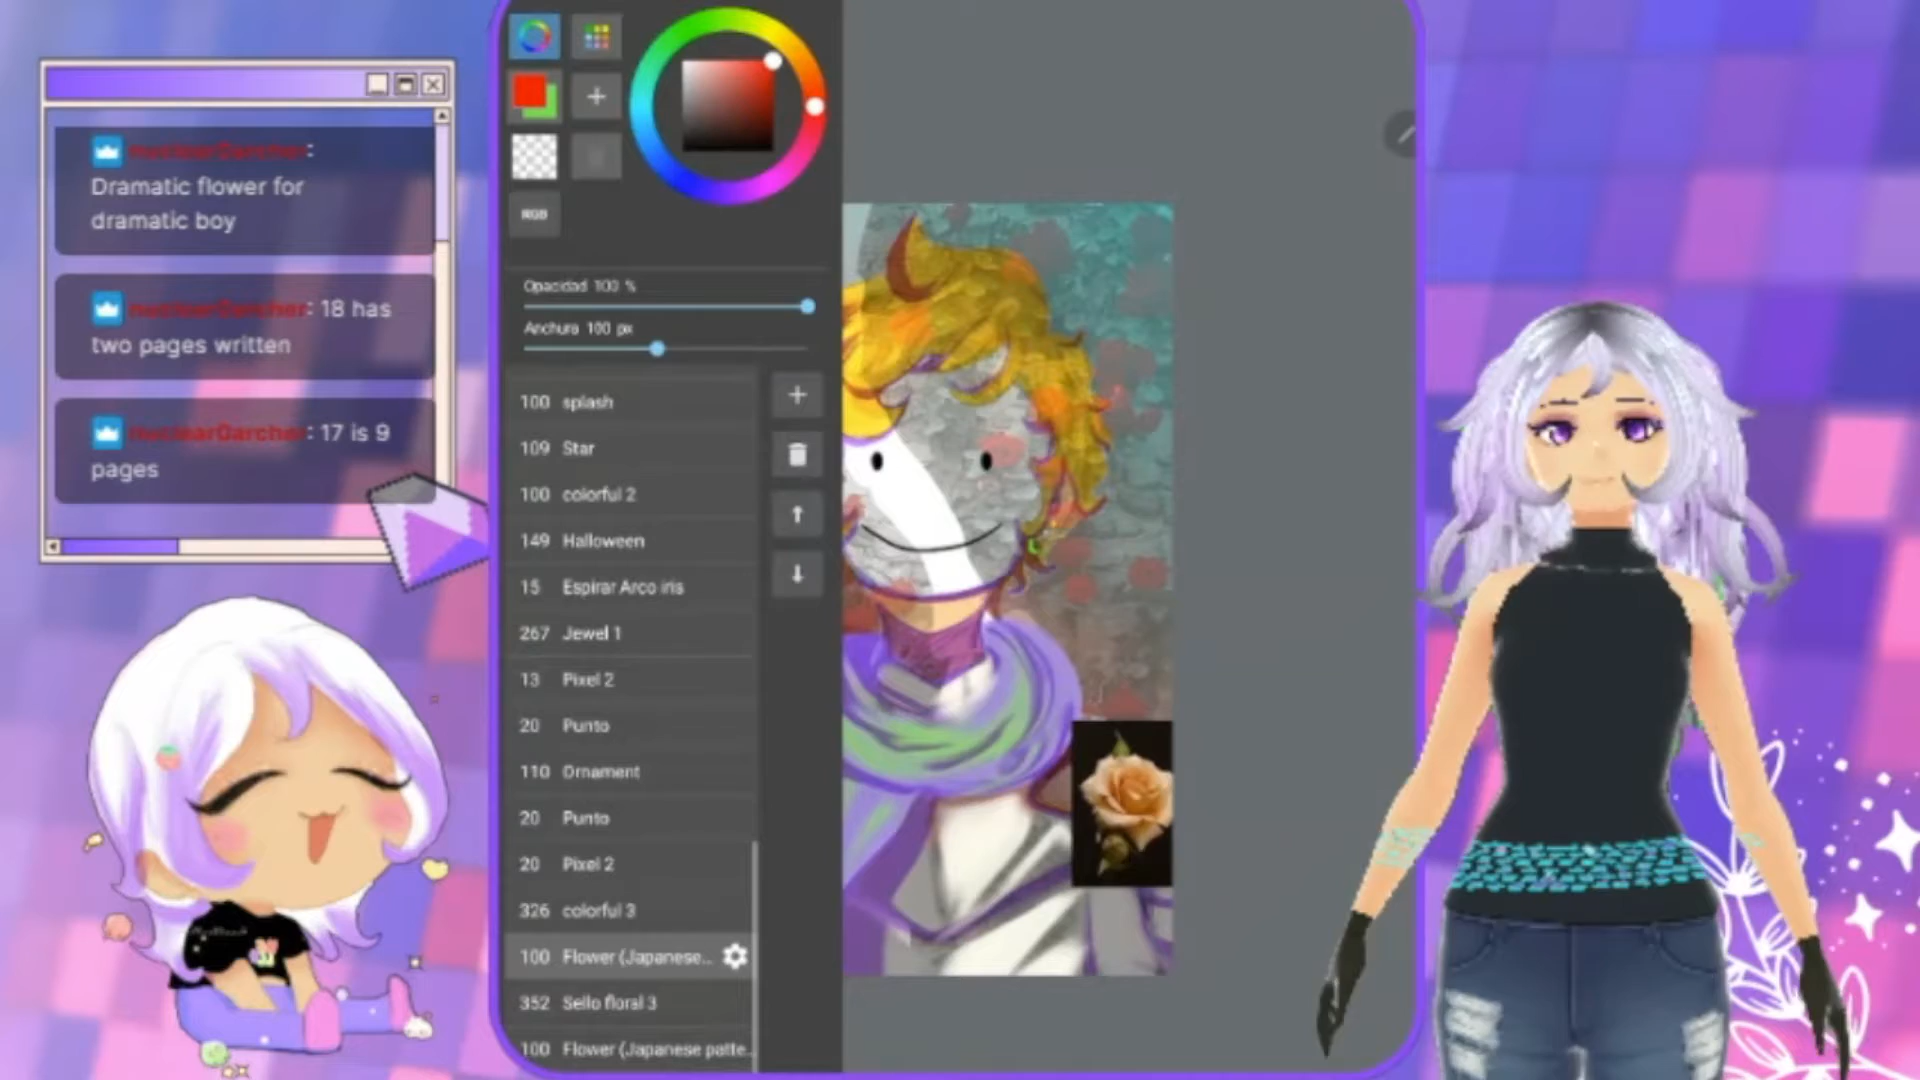 Dramatic flower for
dramatic boy
: 18 has
two pages written
: 17 is 9
pages
RGB
Opacidad 100 %
Anchura 100 px
100 splash
109 Star
100 colorful 2
149 Halloween
15 Espirar Arco iris
267 Jewel 1
13 Pixel 2
20 Punto
110 Ornament
20 Punto
20 Pixel 2
326 colorful 3
100 Flower (Japanese...
352 Sello floral 3
100 Flower (Japanese patte...